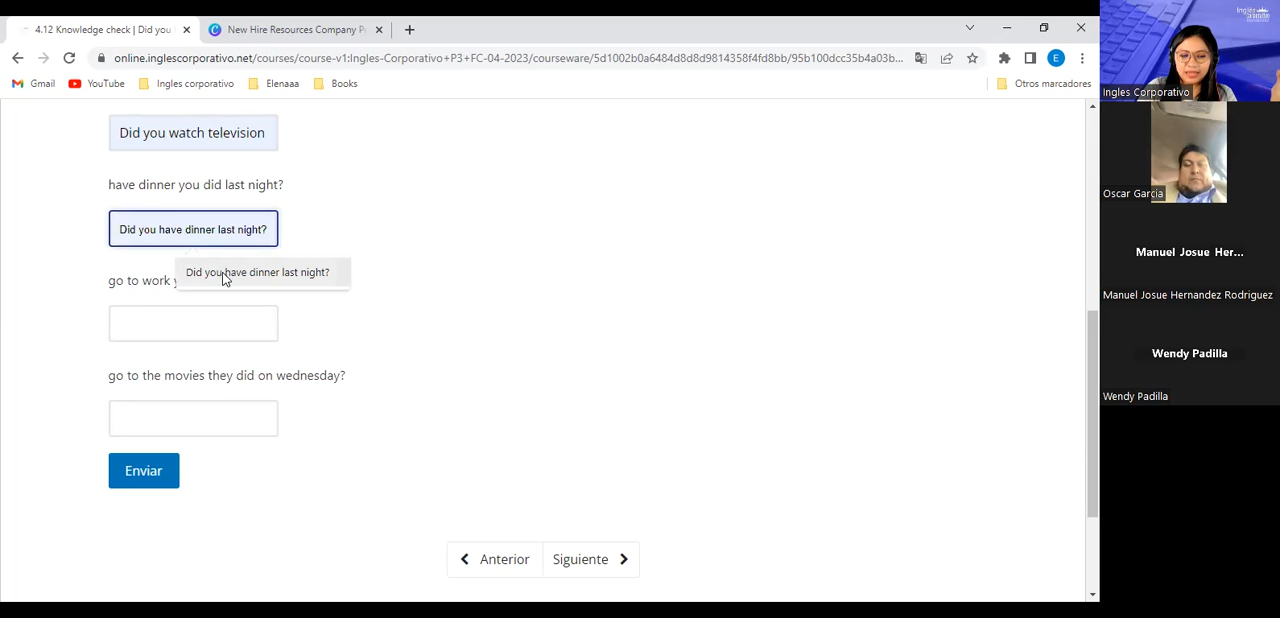 4.12 Knowledge check | Did you
New Hire Resources Company P
online.inglescorporativo.net/courses/course-v1:Ingles-Corporativo+P3+FC-04-2023/courseware/5d1002b0a6484d8d8d9814358f4fd8bb/95b100dcc35b4a03b...
E
Gmail
YouTube
Ingles corporativo
Elenaaa
Books
Otros marcadores
Did you watch television
have dinner you did last night?
Did you have dinner last night?
Did you have dinner last night?
go to work
go to the movies they did on wednesday?
Enviar
Anterior
Siguiente
Ingles Corporativo
Oscar Garcia
Manuel Josue Her...
Manuel Josue Hernandez Rodriguez
Wendy Padilla
Wendy Padilla